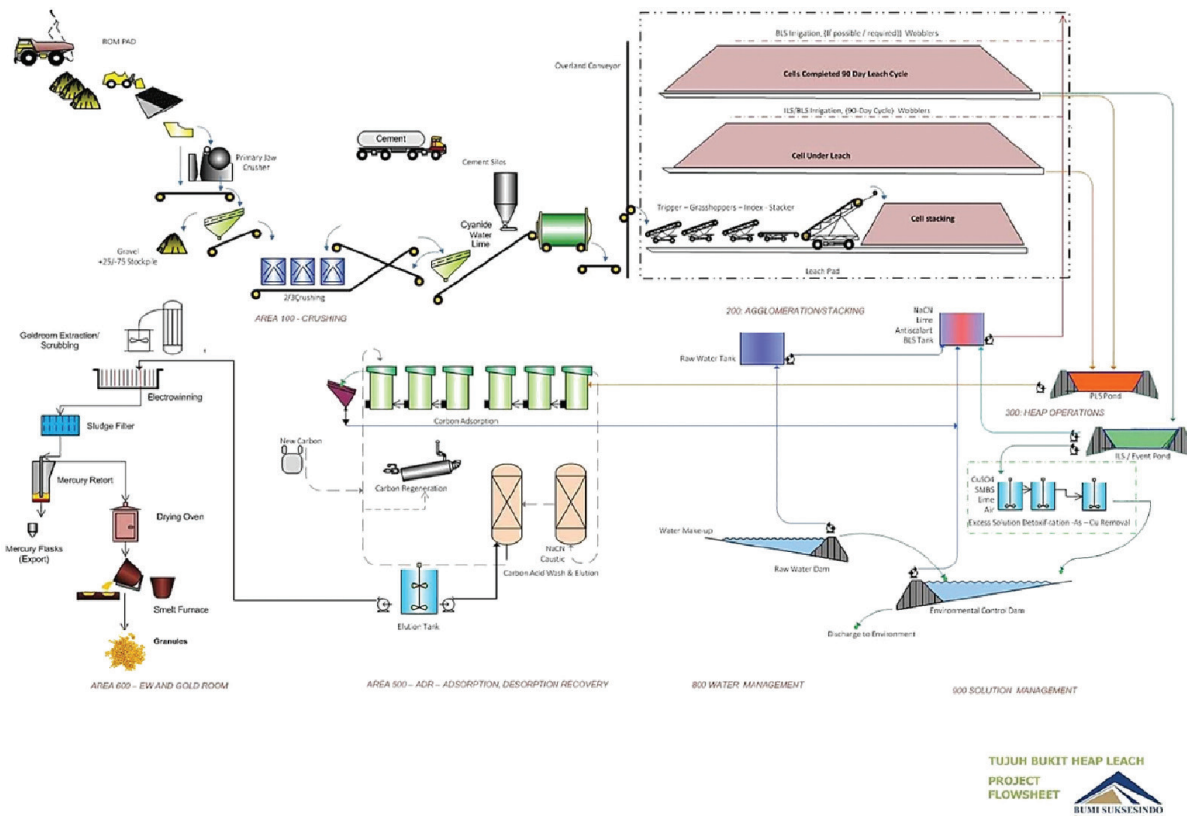 ROM PAD
Primary Jaw
Crusher
Gravel
+25/-75 Stockpile
2/3Crushing
AREA 100 - CRUSHING
Cement
Cement Silos
Cyanide
Water
Lime
Overland Conveyor
BLS Irrigation, (If possible / required)) Wobblers
Cells Completed 90 Day Leach Cycle
ILS/BLS Irrigation, (90-Day Cycle) Wobblers
Cell Under Leach
Tripper – Grasshoppers – Index - Stacker
Cell stacking
Leach Pad
200: AGGLOMERATION/STACKING
Goldroom Extraction/
Scrubbing
Electrowinning
Sludge Filter
Mercury Retort
Drying Oven
Mercury Flasks
(Export)
Smelt Furnace
Granules
AREA 600 – EW AND GOLD ROOM
Carbon Adsorption
New Carbon
Carbon Regeneration
NaCN
Caustic
Carbon Acid Wash & Elution
Elution Tank
AREA 500 – ADR – ADSORPTION, DESORPTION RECOVERY
Raw Water Tank
NaCN
Lime
Antiscalant
BLS Tank
PLS Pond
300: HEAP OPERATIONS
ILS / Event Pond
CuSO4
SMBS
Lime
Air
Excess Solution Detoxification -As – Cu Removal
Water Make-up
Raw Water Dam
Environmental Control Dam
Discharge to Environment
800 WATER MANAGEMENT
900 SOLUTION MANAGEMENT
TUJUH BUKIT HEAP LEACH
PROJECT
FLOWSHEET
BUMI SUKSESINDO